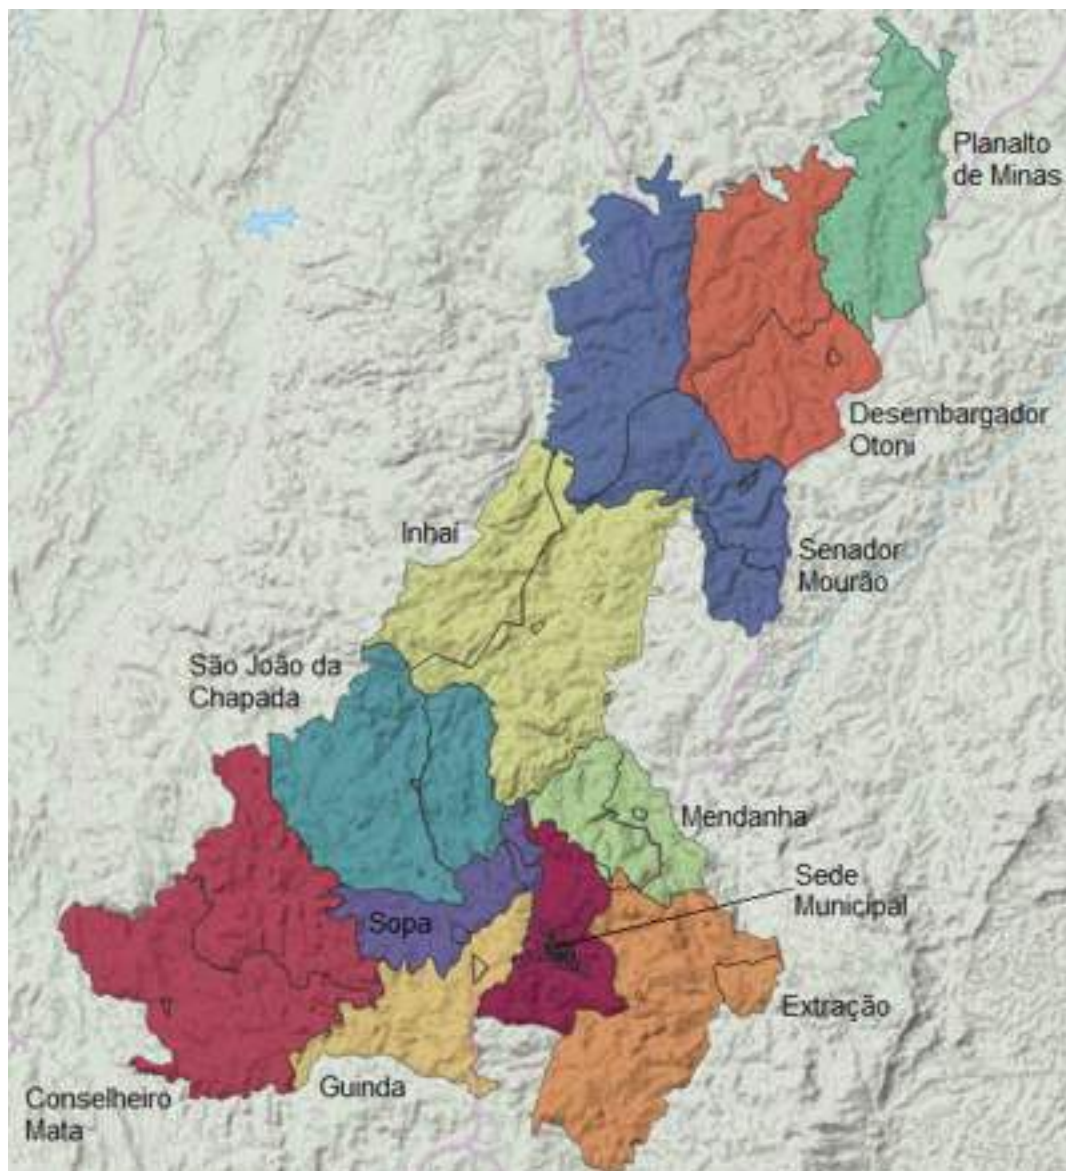 Planalto
de Minas
Desembargador
Otoni
Inhaí
Senador
Mourão
São João da
Chapada
Mendanha
Sede
Municipal
Sopa
Extração
Guinda
Conselheiro
Mata